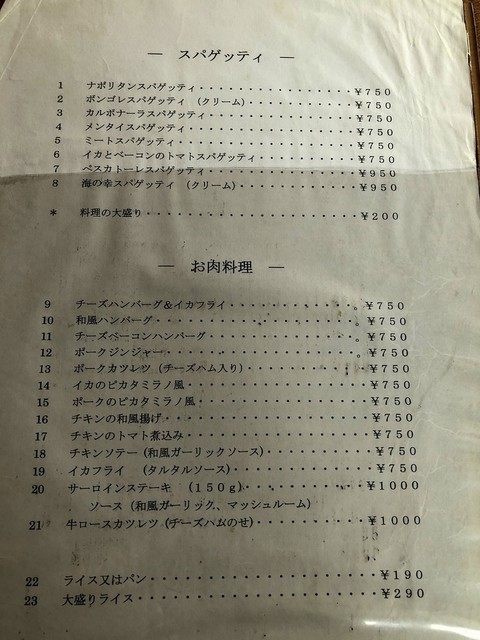 ― スパゲッティ ―
1 ナポリタンスパゲッティ・・・・・・・・・・・・・・・・¥750
2 ボンゴレスパゲッティ (クリーム)・・・・・・・・・・・¥750
3 カルボナーラスパゲッティ・・・・・・・・・・・・・・・¥750
4 メンタイスパゲッティ・・・・・・・・・・・・・・・・・¥750
5 ミートスパゲッティ・・・・・・・・・・・・・・・・・・¥750
6 イカとベーコンのトマトスパゲッティ・・・・・・・・・・¥750
7 ペスカトーレスパゲッティ・・・・・・・・・・・・・・・¥950
8 海の幸スパゲッティ (クリーム)・・・・・・・・・・・・¥950
* 料理の大盛り・・・・・・・・・・・・・・・・・・・・・¥200
― お肉料理 ―
9 チーズハンバーグ&イカフライ・・・・・・・・・・・・。¥750
10 和風ハンバーグ・・・・・・・・・・・・・・・・・・・。¥750
11 チーズベーコンハンバーグ・・・・・・・・・・・・・・。¥750
12 ポークジンジャー・・・・・・・・・・・・・・・・・・。¥750
13 ポークカツレツ (チーズハム入り)・・・・・・・・・・・¥750
14 イカのピカタミラノ風・・・・・・・・・・・・・・・・・¥750
15 ポークのピカタミラノ風・・・・・・・・・・・・・・・・¥750
16 チキンの和風揚げ・・・・・・・・・・・・・・・・・・・¥750
17 チキンのトマト煮込み・・・・・・・・・・・・・・・・・¥750
18 チキンソテー (和風ガーリックソース)・・・・・・・・・¥750
19 イカフライ (タルタルソース)・・・・・・・・・・・・・¥750
20 サーロインステーキ (150g)・・・・・・・・・・・・¥1000
ソース (和風ガーリック、マッシュルーム)
21 牛ロースカツレツ (チーズハムのせ)・・・・・・・・・・¥1000
22 ライス又はパン・・・・・・・・・・・・・・・・・・・・¥190
23 大盛りライス・・・・・・・・・・・・・・・・・・・・・¥290